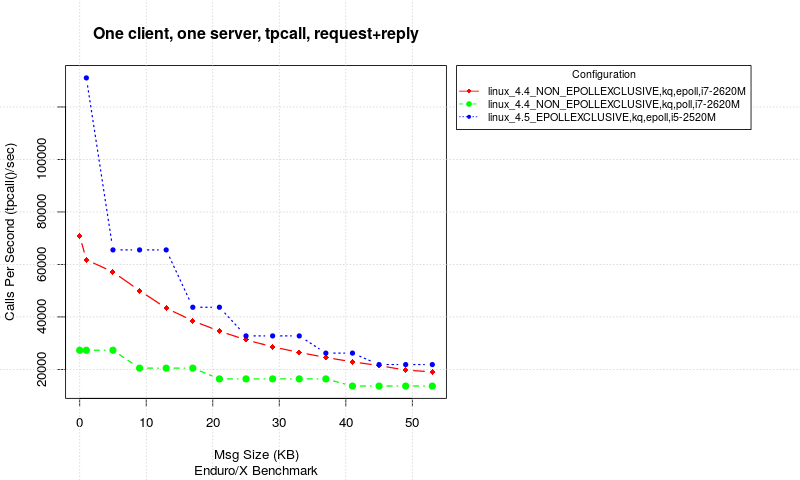 One client, one server, tpcall, request+reply
Configuration
linux_4.4_NON_EPOLLEXCLUSIVE,kq,epoll,i7-2620M
linux_4.4_NON_EPOLLEXCLUSIVE,kq,poll,i7-2620M
linux_4.5_EPOLLEXCLUSIVE,kq,epoll,i5-2520M
Calls Per Second (tpcall()/sec)
100000
80000
60000
40000
20000
0 10 20 30 40 50
Msg Size (KB)
Enduro/X Benchmark